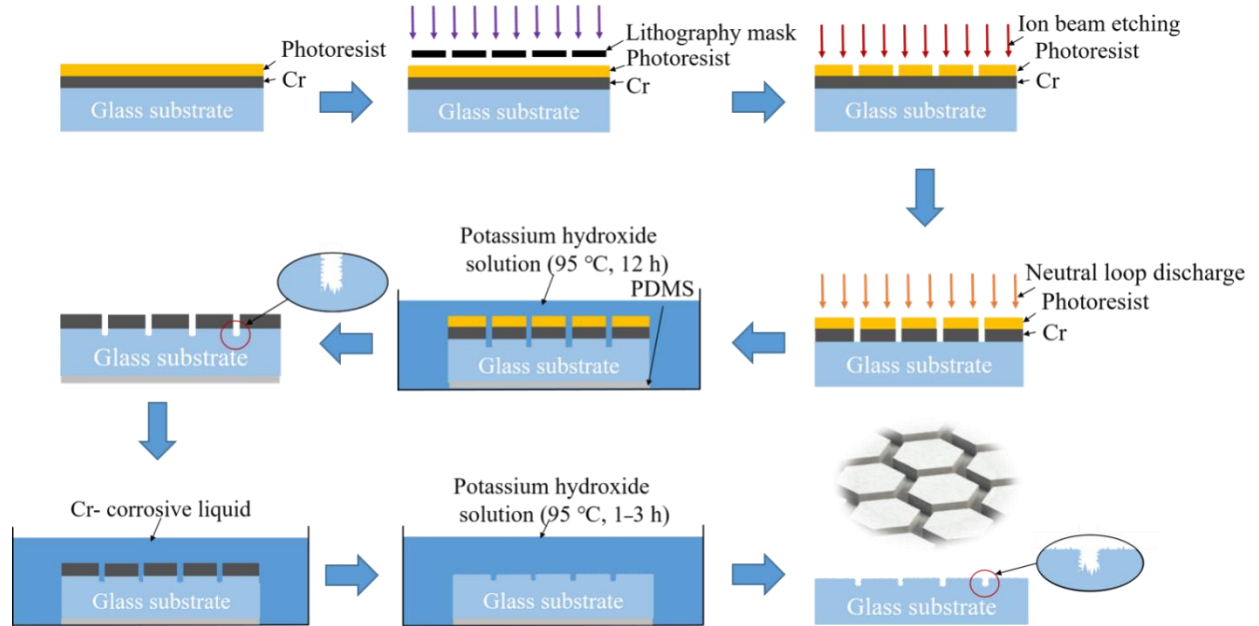 Photoresist
Cr
Glass substrate
Lithography mask
Photoresist
Cr
Glass substrate
Ion beam etching
Photoresist
Cr
Glass substrate
Neutral loop discharge
Photoresist
Cr
Glass substrate
Potassium hydroxide
solution (95 ℃, 12 h)
PDMS
Glass substrate
Glass substrate
Cr- corrosive liquid
Glass substrate
Potassium hydroxide
solution (95 ℃, 1–3 h)
Glass substrate
Glass substrate